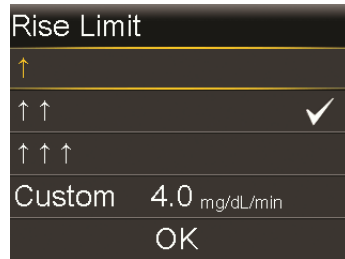 Rise Limit
↑
↑ ↑
↑ ↑ ↑
Custom 4.0 mg/dL/min
OK